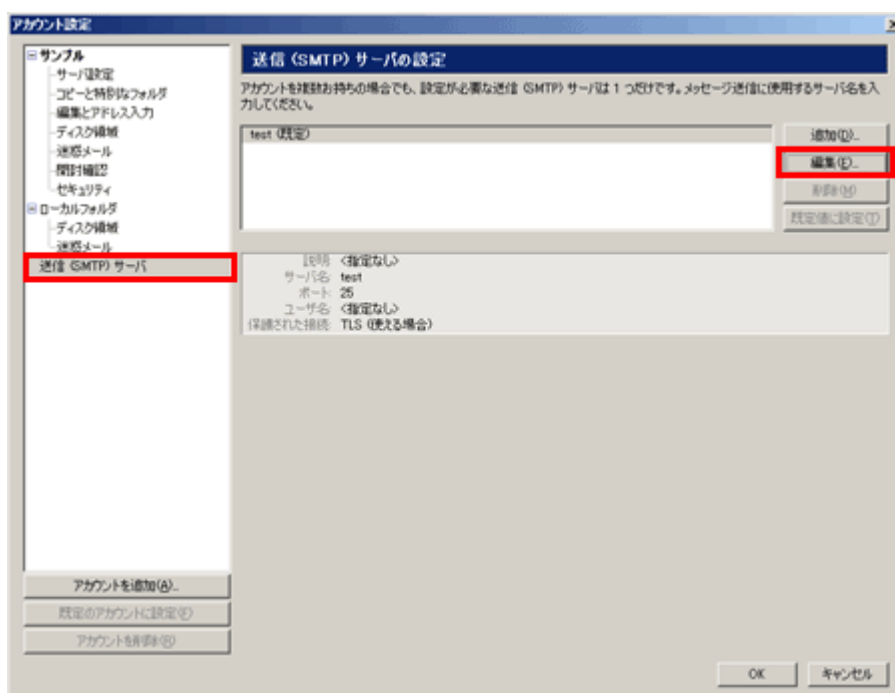 アカウント設定
サンプル
サーバ設定
コピーと特別なフォルダ
編集とアドレス入力
ディスク領域
迷惑メール
開封確認
セキュリティ
ローカルフォルダ
ディスク領域
迷惑メール
送信 (SMTP) サーバ
アカウントを追加(A)...
既定のアカウントに設定(F)
アカウントを削除(R)
送信 (SMTP) サーバの設定
アカウントを複数お持ちの場合でも、設定が必要な送信 (SMTP) サーバは 1 つだけです。メッセージ送信に使用するサーバ名を入
力してください。
test (既定)
追加(D)...
編集(E)...
削除(M)
既定値に設定(T)
説明: <指定なし>
サーバ名: test
ポート: 25
ユーザ名: <指定なし>
保護された接続: TLS (使える場合)
OK
キャンセル